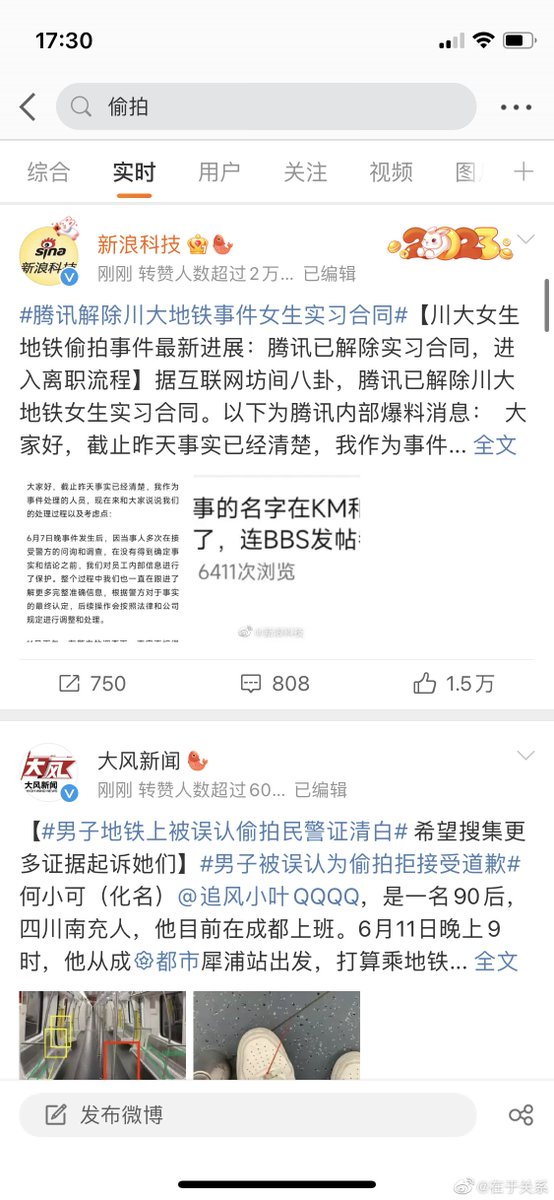 17:30
偷拍
综合 实时 用户 关注 视频 图
sina
新浪科技
新浪科技
2023
刚刚 转赞人数超过2万... 已编辑
#腾讯解除川大地铁事件女生实习合同#【川大女生
地铁偷拍事件最新进展：腾讯已解除实习合同，进
入离职流程】据互联网坊间八卦，腾讯已解除川大
地铁女生实习合同。以下为腾讯内部爆料消息： 大
家好，截止昨天事实已经清楚，我作为事件... 全文
大家好，截止昨天事实已经清楚，我作为
事件处理的人员，现在来和大家说说我们
的处理过程以及考虑点：
6月7日晚事件发生后，因当事人多次在接
受警方的问询和调查，在没有得到确定事
实和结论之前，我们对员工内部信息进行
了保护。整个过程中我们也一直在跟进了
解更多完整准确信息，根据警方对于事实
的最终认定，后续操作会按照法律和公司
规定进行调整和处理。
事的名字在KM和
了，连BBS发帖
6411次浏览
@新浪科技
750 808 1.5万
大风
大风新闻
大风新闻
刚刚 转赞人数超过60... 已编辑
【#男子地铁上被误认偷拍民警证清白# 希望搜集更
多证据起诉她们】#男子被误认为偷拍拒接受道歉#
何小可（化名）@追风小叶QQQQ，是一名90后，
四川南充人，他目前在成都上班。6月11日晚上9
时，他从成都市犀浦站出发，打算乘地铁... 全文
发布微博
@在于关系